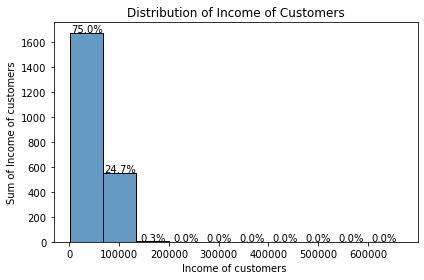 Distribution of Income of Customers
Sum of Income of customers
1600
1400
1200
1000
800
600
400
200
0
75.0%
24.7%
0.3% 0.0% 0.0% 0.0% 0.0% 0.0% 0.0% 0.0%
0 100000 200000 300000 400000 500000 600000
Income of customers